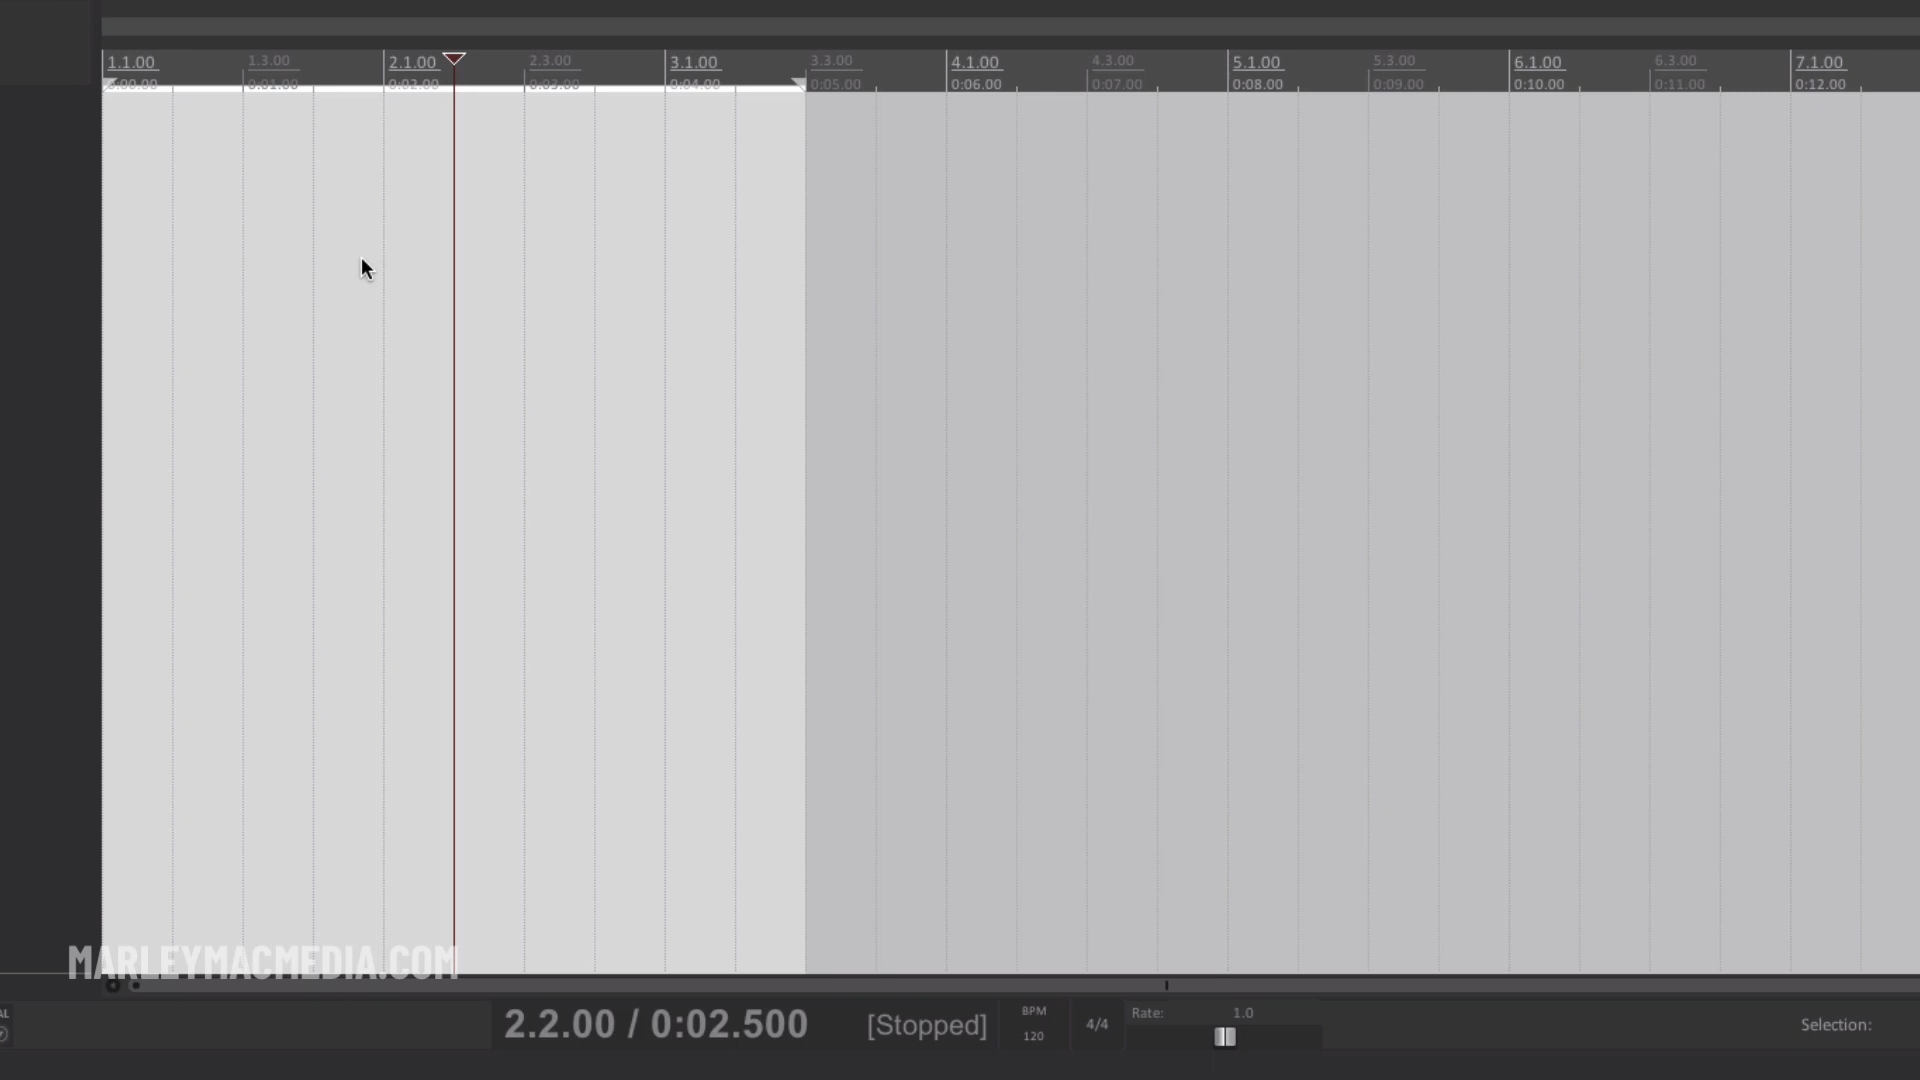 1.1.00 1.3.00 2.1.00 2.3.00 3.1.00 3.3.00 4.1.00 4.3.00 5.1.00 5.3.00 6.1.00 6.3.00 7.1.00
0:00.00 0:01.00 0:02.00 0:03.00 0:04.00 0:05.00 0:06.00 0:07.00 0:08.00 0:09.00 0:10.00 0:11.00 0:12.00
MARLEYMACMEDIA.COM
AL
2.2.00 / 0:02.500
[Stopped]
BPM
120
4/4
Rate: 1.0
Selection: